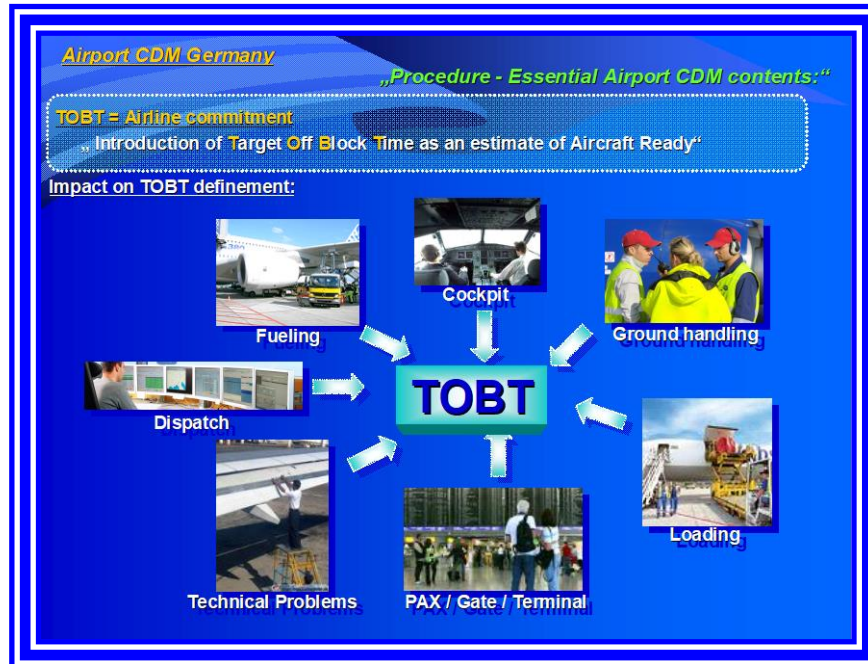 Airport CDM Germany
„Procedure - Essential Airport CDM contents:“
TOBT = Airline commitment
„ Introduction of Target Off Block Time as an estimate of Aircraft Ready“
Impact on TOBT definement:
Cockpit
Fueling
Ground handling
TOBT
Dispatch
Loading
Technical Problems
PAX / Gate / Terminal